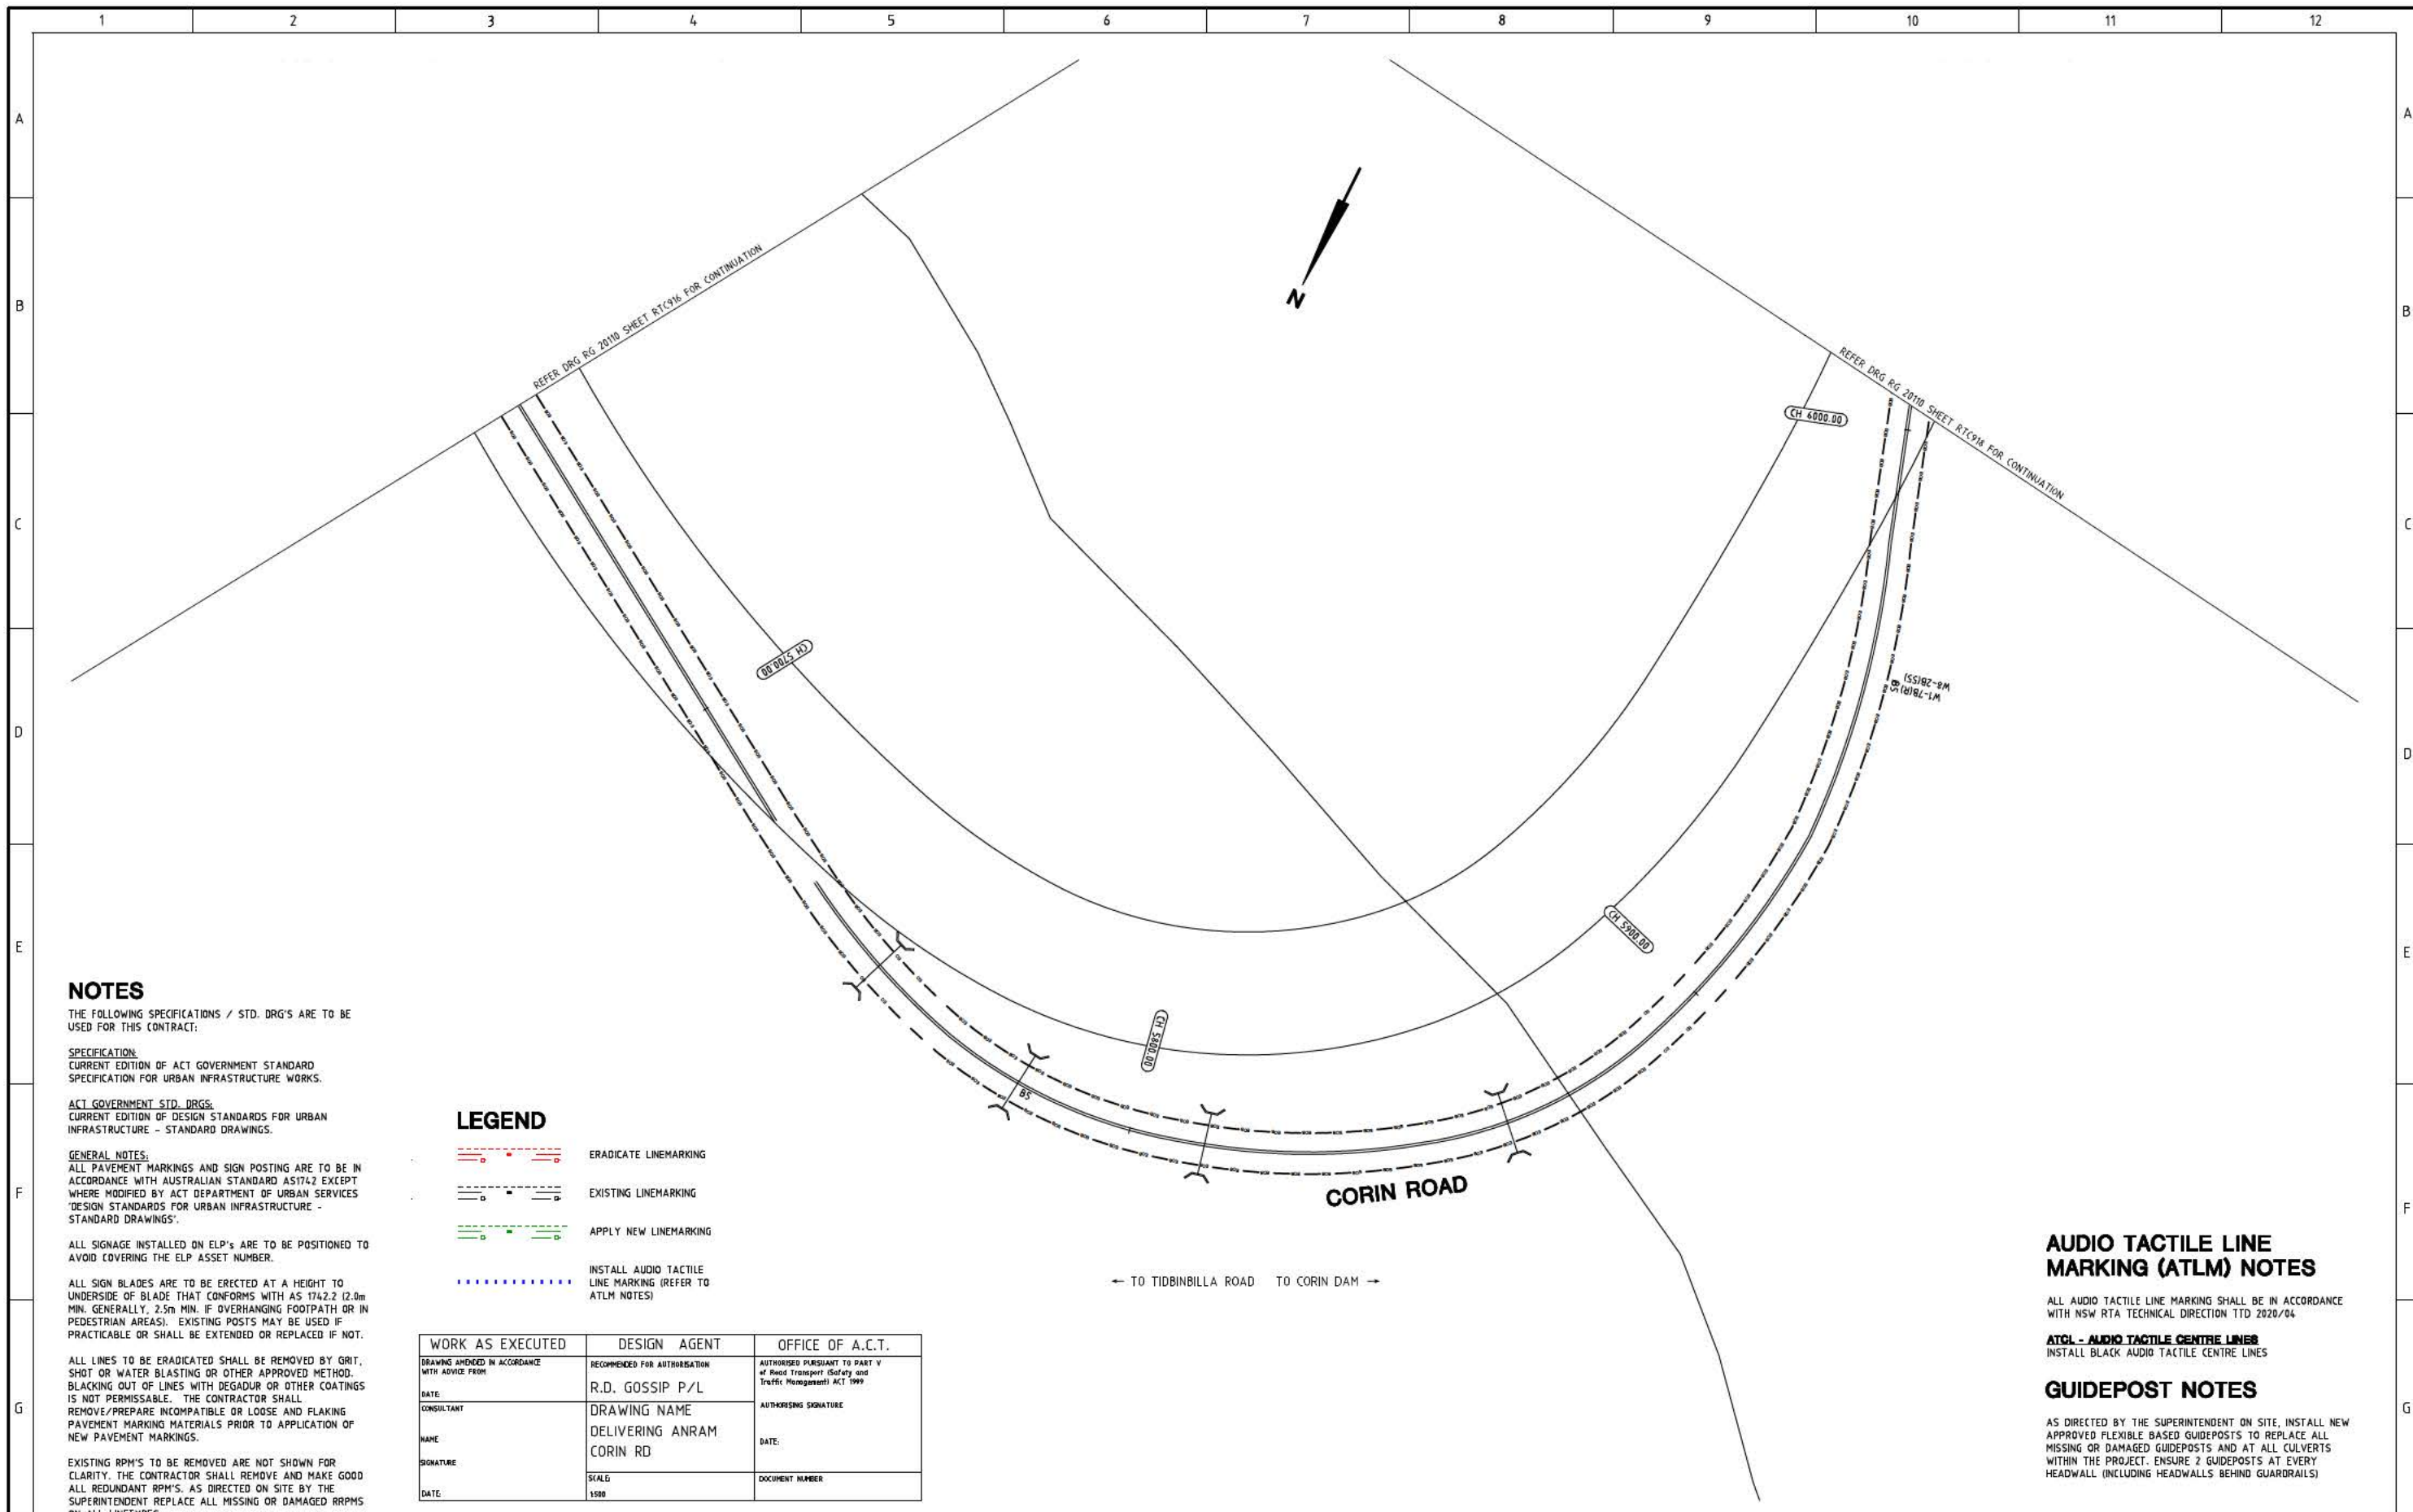 1 2 3 4 5 6 7 8 9 10 11 12
A
B
C
D
E
F
G
A
B
C
D
E
F
G
REFER DRG RG 20110 SHEET RTC916 FOR CONTINUATION
REFER DRG RG 20110 SHEET RTC918 FOR CONTINUATION
N
CH 6000.00
CH 5700.00
W1-7B(R)
W8-2B(55)
BS
CH 5900.00
CH 5800.00
BS
CORIN ROAD
← TO TIDBINBILLA ROAD TO CORIN DAM →
NOTES
THE FOLLOWING SPECIFICATIONS / STD. DRG'S ARE TO BE
USED FOR THIS CONTRACT:
SPECIFICATION:
CURRENT EDITION OF ACT GOVERNMENT STANDARD
SPECIFICATION FOR URBAN INFRASTRUCTURE WORKS.
ACT GOVERNMENT STD. DRGS:
CURRENT EDITION OF DESIGN STANDARDS FOR URBAN
INFRASTRUCTURE - STANDARD DRAWINGS.
GENERAL NOTES:
ALL PAVEMENT MARKINGS AND SIGN POSTING ARE TO BE IN
ACCORDANCE WITH AUSTRALIAN STANDARD AS1742 EXCEPT
WHERE MODIFIED BY ACT DEPARTMENT OF URBAN SERVICES
'DESIGN STANDARDS FOR URBAN INFRASTRUCTURE -
STANDARD DRAWINGS'.
ALL SIGNAGE INSTALLED ON ELP's ARE TO BE POSITIONED TO
AVOID COVERING THE ELP ASSET NUMBER.
ALL SIGN BLADES ARE TO BE ERECTED AT A HEIGHT TO
UNDERSIDE OF BLADE THAT CONFORMS WITH AS 1742.2 (2.0m
MIN. GENERALLY, 2.5m MIN. IF OVERHANGING FOOTPATH OR IN
PEDESTRIAN AREAS). EXISTING POSTS MAY BE USED IF
PRACTICABLE OR SHALL BE EXTENDED OR REPLACED IF NOT.
ALL LINES TO BE ERADICATED SHALL BE REMOVED BY GRIT,
SHOT OR WATER BLASTING OR OTHER APPROVED METHOD.
BLACKING OUT OF LINES WITH DEGADUR OR OTHER COATINGS
IS NOT PERMISSABLE. THE CONTRACTOR SHALL
REMOVE/PREPARE INCOMPATIBLE OR LOOSE AND FLAKING
PAVEMENT MARKING MATERIALS PRIOR TO APPLICATION OF
NEW PAVEMENT MARKINGS.
EXISTING RPM'S TO BE REMOVED ARE NOT SHOWN FOR
CLARITY. THE CONTRACTOR SHALL REMOVE AND MAKE GOOD
ALL REDUNDANT RPM'S. AS DIRECTED ON SITE BY THE
SUPERINTENDENT REPLACE ALL MISSING OR DAMAGED RRPMS
LEGEND
ERADICATE LINEMARKING
EXISTING LINEMARKING
APPLY NEW LINEMARKING
INSTALL AUDIO TACTILE
LINE MARKING (REFER TO
ATLM NOTES)
WORK AS EXECUTED
DRAWING AMENDED IN ACCORDANCE
WITH ADVICE FROM
DATE:
CONSULTANT
NAME
SIGNATURE
DATE:
DESIGN AGENT
RECOMMENDED FOR AUTHORISATION
R.D. GOSSIP P/L
DRAWING NAME
DELIVERING ANRAM
CORIN RD
SCALE:
1:500
OFFICE OF A.C.T.
AUTHORISED PURSUANT TO PART V
of Road Transport (Safety and
Traffic Management) ACT 1999
AUTHORISING SIGNATURE
DATE:
DOCUMENT NUMBER
AUDIO TACTILE LINE
MARKING (ATLM) NOTES
ALL AUDIO TACTILE LINE MARKING SHALL BE IN ACCORDANCE
WITH NSW RTA TECHNICAL DIRECTION TTD 2020/04
ATCL - AUDIO TACTILE CENTRE LINES
INSTALL BLACK AUDIO TACTILE CENTRE LINES
GUIDEPOST NOTES
AS DIRECTED BY THE SUPERINTENDENT ON SITE, INSTALL NEW
APPROVED FLEXIBLE BASED GUIDEPOSTS TO REPLACE ALL
MISSING OR DAMAGED GUIDEPOSTS AND AT ALL CULVERTS
WITHIN THE PROJECT. ENSURE 2 GUIDEPOSTS AT EVERY
HEADWALL (INCLUDING HEADWALLS BEHIND GUARDRAILS)